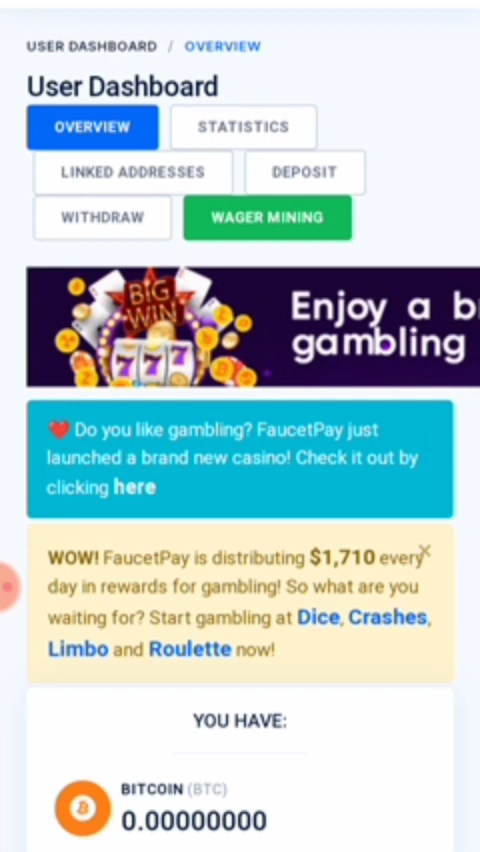 USER DASHBOARD / OVERVIEW
User Dashboard
OVERVIEW
STATISTICS
LINKED ADDRESSES
DEPOSIT
WITHDRAW
WAGER MINING
BIG
WIN
777
Enjoy a
gambling
❤️ Do you like gambling? FaucetPay just
launched a brand new casino! Check it out by
clicking here
WOW! FaucetPay is distributing $1,710 every
day in rewards for gambling! So what are you
waiting for? Start gambling at Dice, Crashes,
Limbo and Roulette now!
YOU HAVE:
BITCOIN (BTC)
0.00000000